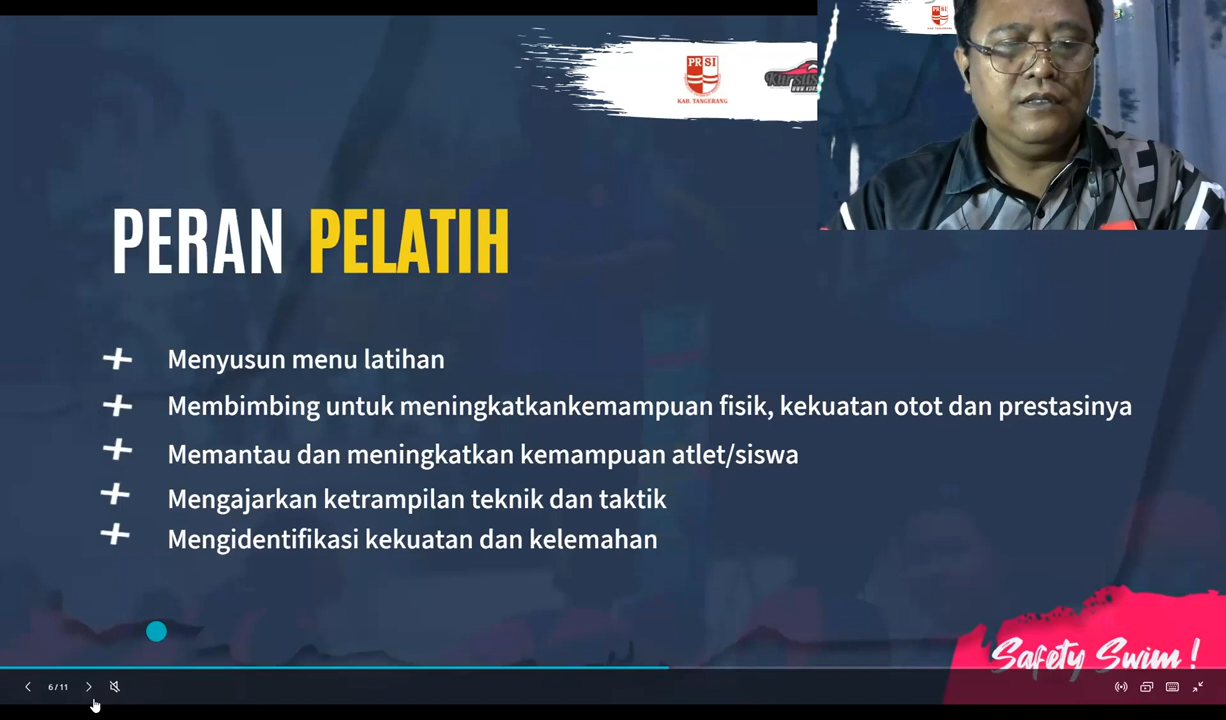 PRSI
KAB. TANGERANG
PERAN PELATIH
Menyusun menu latihan
Membimbing untuk meningkatkankemampuan fisik, kekuatan otot dan prestasinya
Memantau dan meningkatkan kemampuan atlet/siswa
Mengajarkan ketrampilan teknik dan taktik
Mengidentifikasi kekuatan dan kelemahan
Safety Swim !
6 / 11